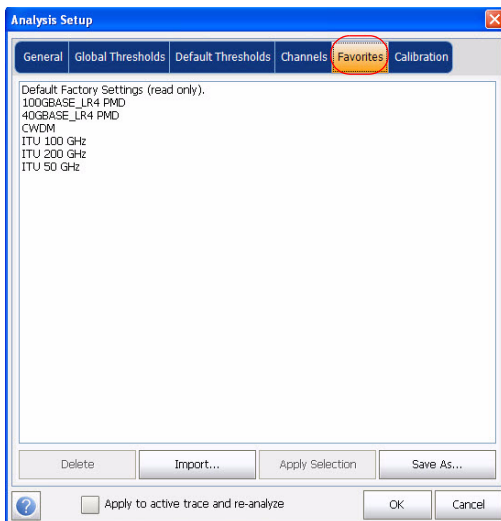 Analysis Setup
General Global Thresholds Default Thresholds Channels Favorites Calibration
Default Factory Settings (read only).
100GBASE_LR4 PMD
40GBASE_LR4 PMD
CWDM
ITU 100 GHz
ITU 200 GHz
ITU 50 GHz
Delete Import... Apply Selection Save As...
? Apply to active trace and re-analyze OK Cancel